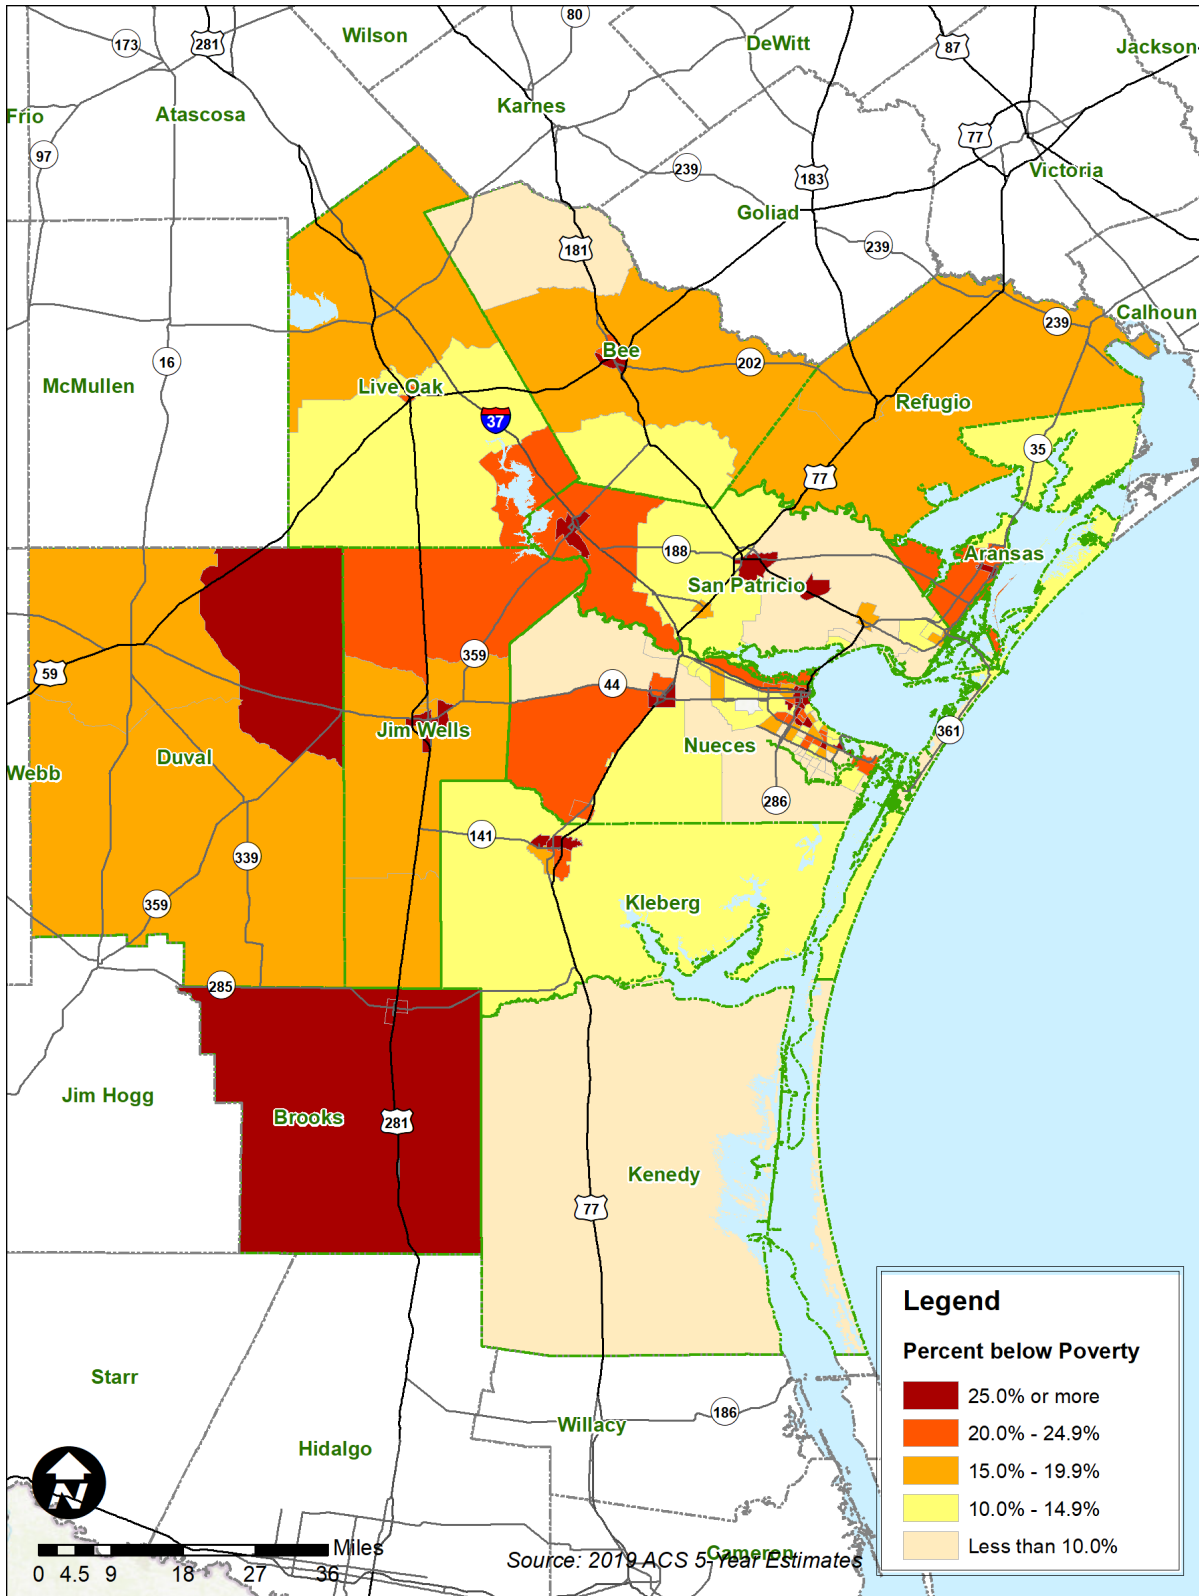 80
Wilson
173
281
DeWitt
87
Jackson
Karnes
Frio
Atascosa
77
97
239
183
Victoria
Goliad
239
181
Calhoun
239
16
Bee
202
McMullen
Live Oak
Refugio
37
35
77
188
Aransas
San Patricio
359
59
44
Jim Wells
361
Nueces
Duval
Webb
286
141
339
Kleberg
359
285
Jim Hogg
Brooks
281
Kenedy
77
Legend
Percent below Poverty
25.0% or more
20.0% - 24.9%
15.0% - 19.9%
10.0% - 14.9%
Less than 10.0%
Starr
186
Willacy
Hidalgo
N
Miles
0 4.5 9 18 27 36
Cameron
Source: 2019 ACS 5-Year Estimates